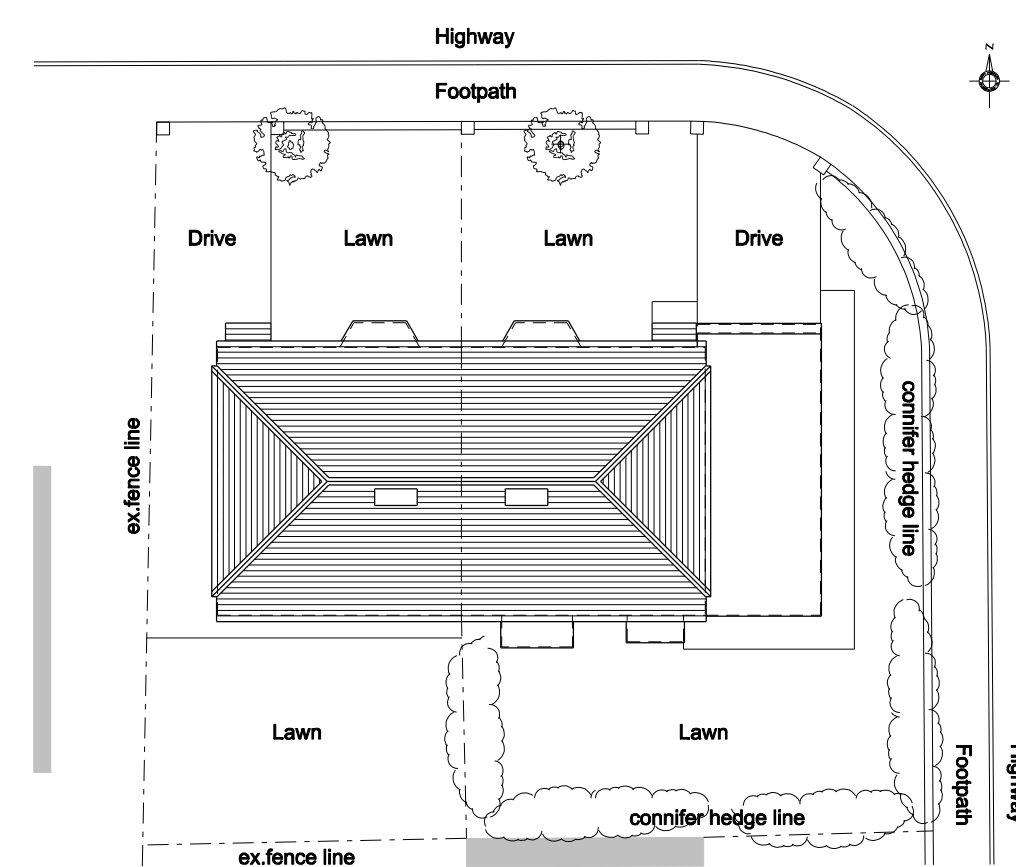 Highway
N
Footpath
Drive
Lawn
Lawn
Drive
ex.fence line
connifer hedge line
Lawn
Lawn
Footpath
Highway
connifer hedge line
ex.fence line